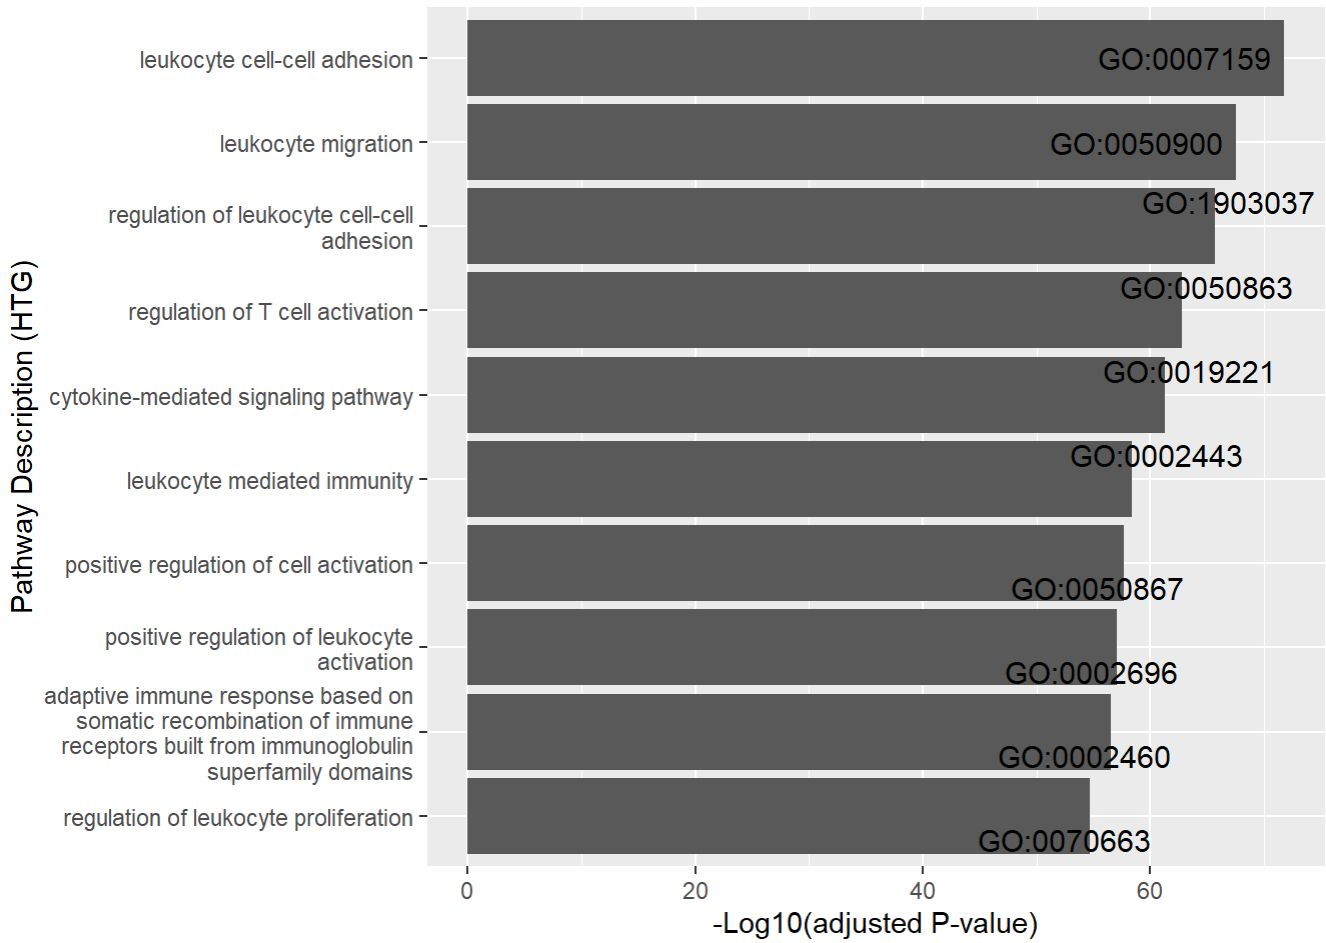 leukocyte cell-cell adhesion
GO:0007159
leukocyte migration
GO:0050900
regulation of leukocyte cell-cell
adhesion
GO:1903037
regulation of T cell activation
GO:0050863
cytokine-mediated signaling pathway
GO:0019221
leukocyte mediated immunity
GO:0002443
positive regulation of cell activation
GO:0050867
positive regulation of leukocyte
activation
GO:0002696
adaptive immune response based on
somatic recombination of immune
receptors built from immunoglobulin
superfamily domains
GO:0002460
regulation of leukocyte proliferation
GO:0070663
Pathway Description (HTG)
0 20 40 60
-Log10(adjusted P-value)